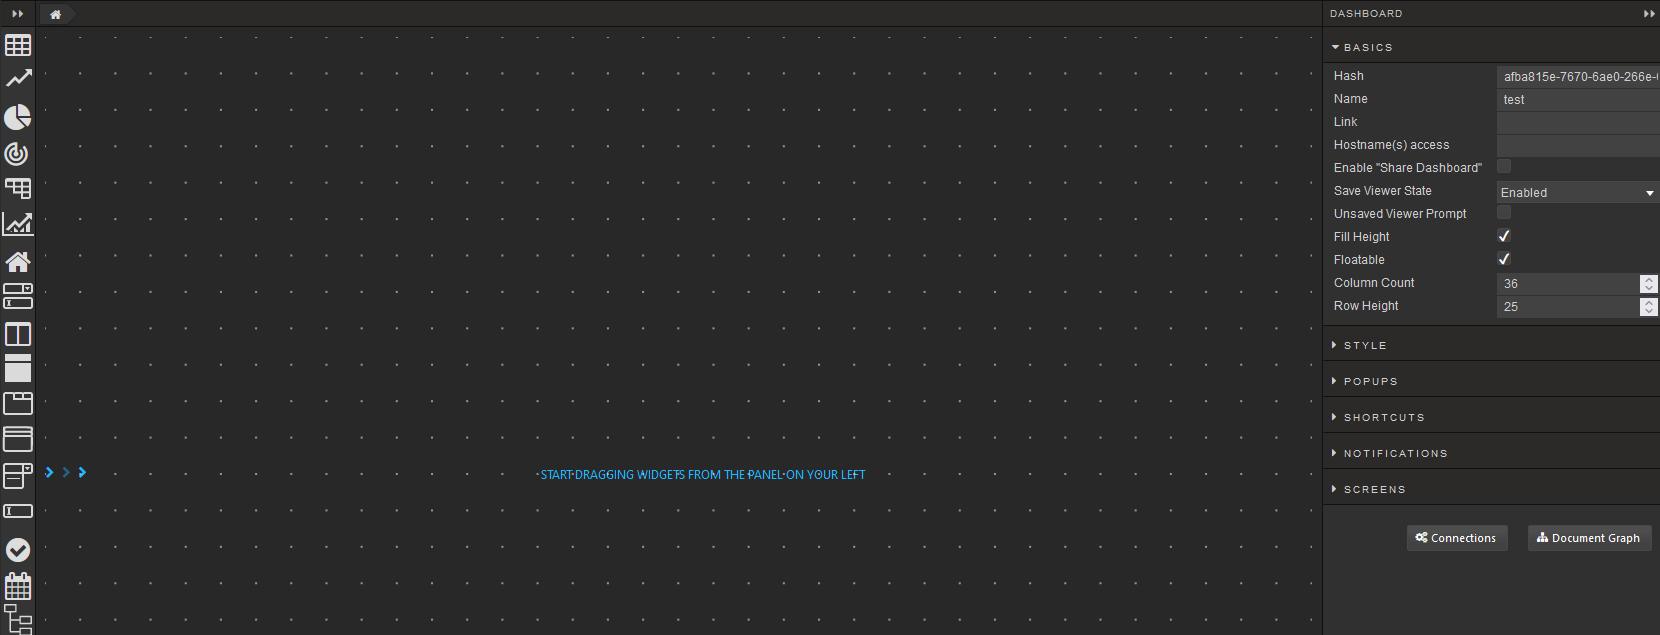 DASHBOARD
BASICS
Hash afba815e-7670-6ae0-266e-
Name test
Link
Hostname(s) access
Enable "Share Dashboard"
Save Viewer State Enabled
Unsaved Viewer Prompt
Fill Height
Floatable
Column Count 36
Row Height 25
STYLE
POPUPS
SHORTCUTS
NOTIFICATIONS
SCREENS
START DRAGGING WIDGETS FROM THE PANEL ON YOUR LEFT
Connections Document Graph